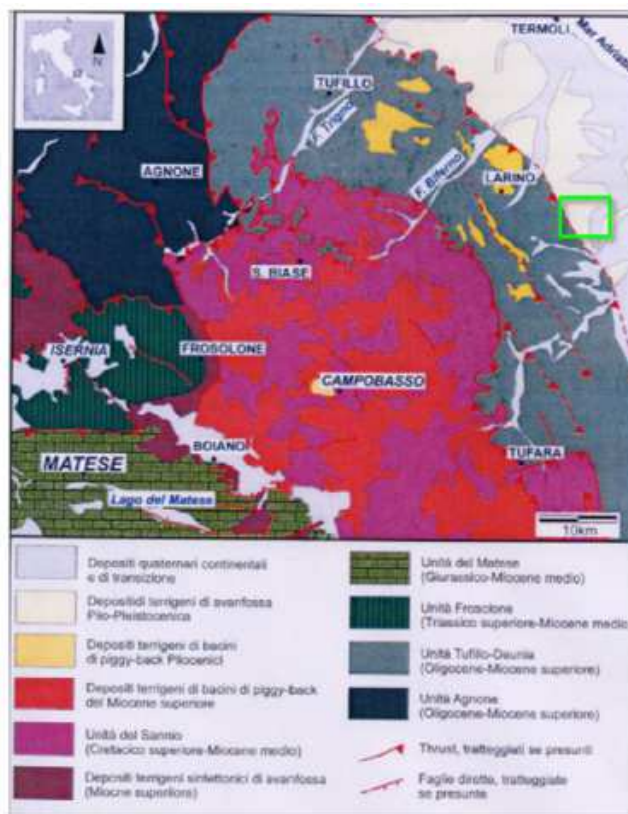 N
TERMOLI
Mar Adriatico
TUFILLO
F. Trigno
AGNONE
F. Biferno
LARINO
S. BIASE
ISERNIA
FROSOLONE
CAMPOBASSO
BOIANO
TUFARA
MATESE
Lago del Matese
10km
Depositi quaternari continentali
e di transizione
Depositidi terrigeni di avanfossa
Plio-Pleistocenica
Depositi terrigeni di bacini
di piggy-back Pliocenici
Depositi terrigeni di bacini di piggy-back
del Miocene superiore
Unità del Sannio
(Cretacico superiore-Miocene medio)
Depositi terrigeni sintettonici di avanfossa
(Miocne superiore)
Unità del Matese
(Giurassico-Miocene medio)
Unità Frosolone
(Triassico superiore-Miocene medio
Unità Tufillo-Daunia
(Oligocene-Miocene superiore)
Unità Agnone
(Oligocene-Miocene superiore)
Thrust, tratteggiati se presunti
Faglie dirette, tratteggiate
se presunte